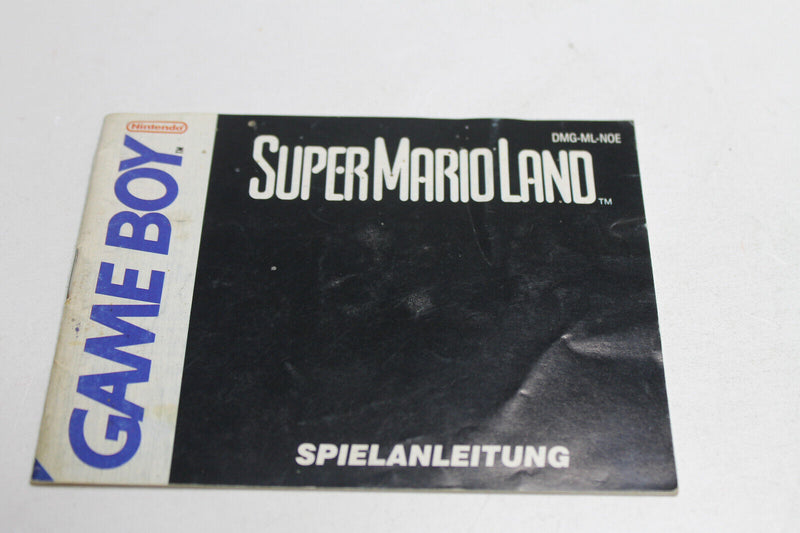 Nintendo
GAME BOY
DMG-ML-NOE
SUPER MARIO LAND
TM
SPIELANLEITUNG